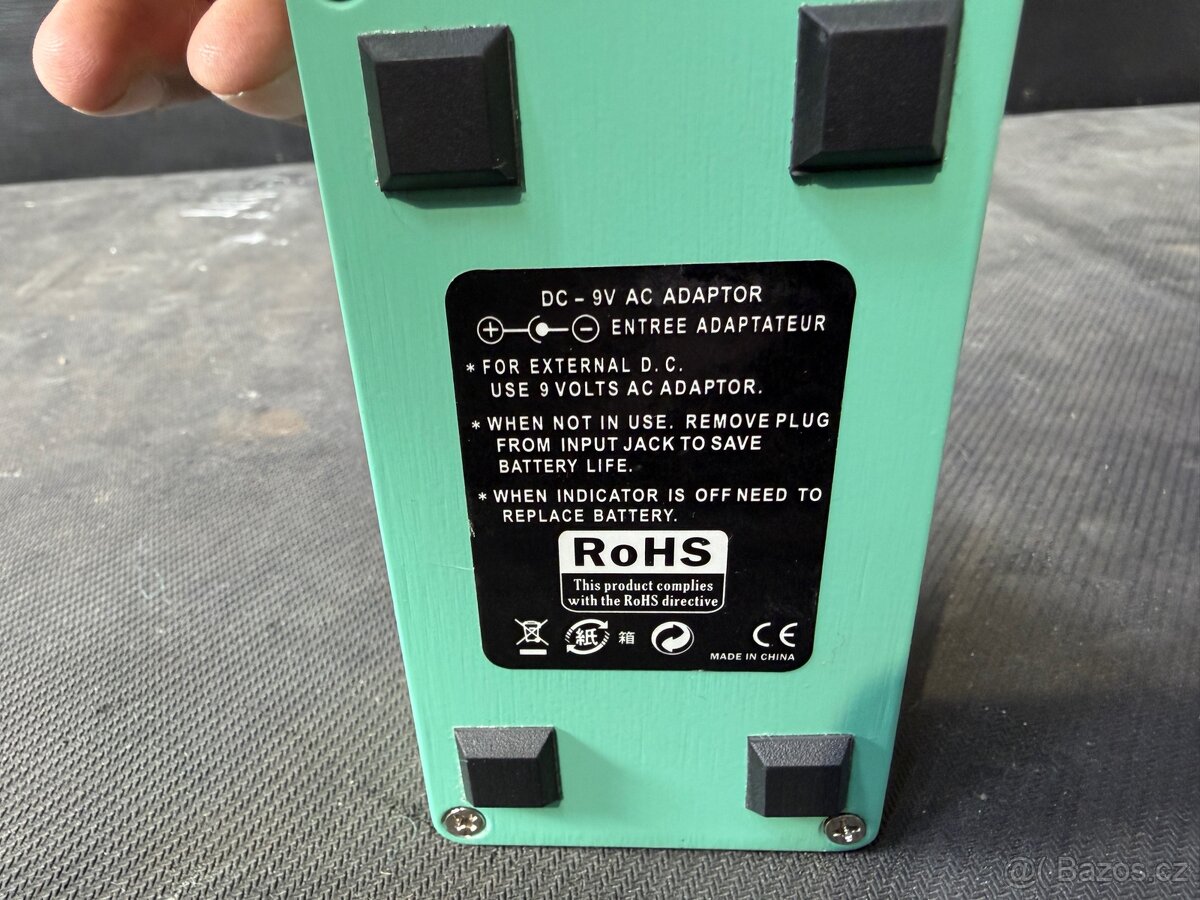 DC – 9V AC ADAPTOR
+ – ENTREE ADAPTATEUR
* FOR EXTERNAL D.C.
USE 9 VOLTS AC ADAPTOR.
* WHEN NOT IN USE. REMOVE PLUG
FROM INPUT JACK TO SAVE
BATTERY LIFE.
* WHEN INDICATOR IS OFF NEED TO
REPLACE BATTERY.
RoHS
This product complies
with the RoHS directive
紙 箱 CE
MADE IN CHINA
@ Bazos.cz